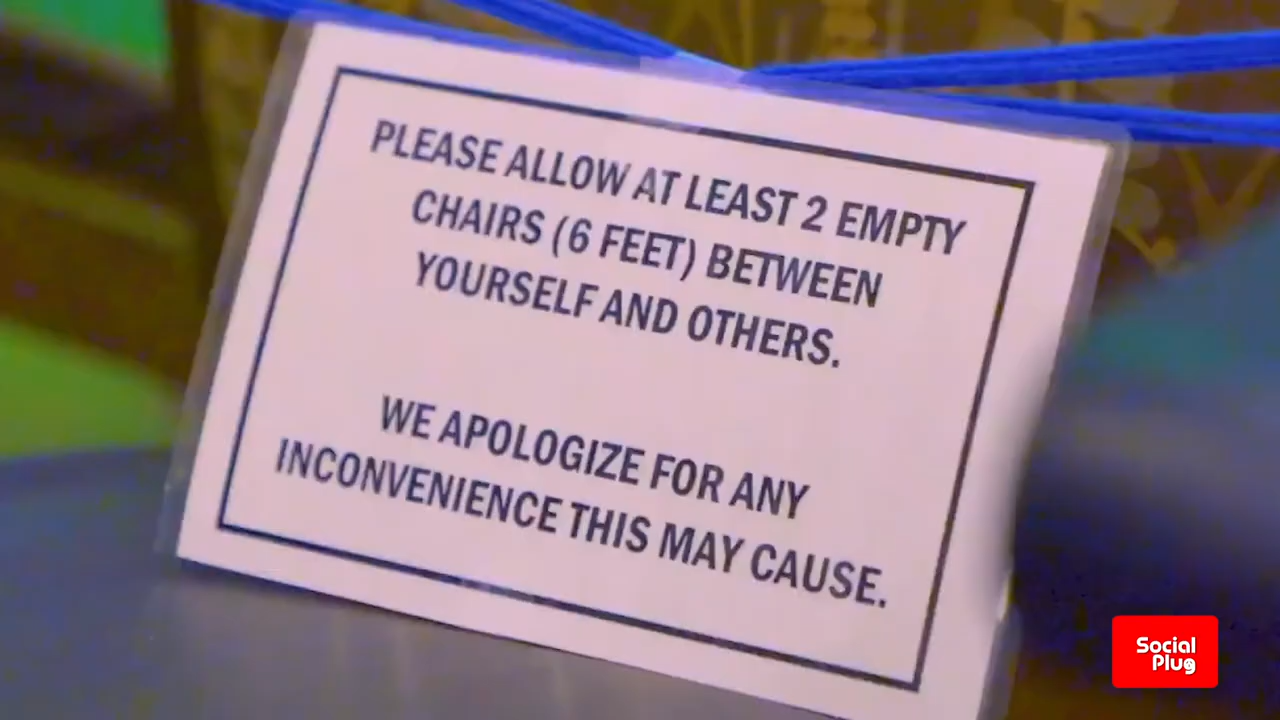 PLEASE ALLOW AT LEAST 2 EMPTY
CHAIRS (6 FEET) BETWEEN
YOURSELF AND OTHERS.
WE APOLOGIZE FOR ANY
INCONVENIENCE THIS MAY CAUSE.
Social
Plug